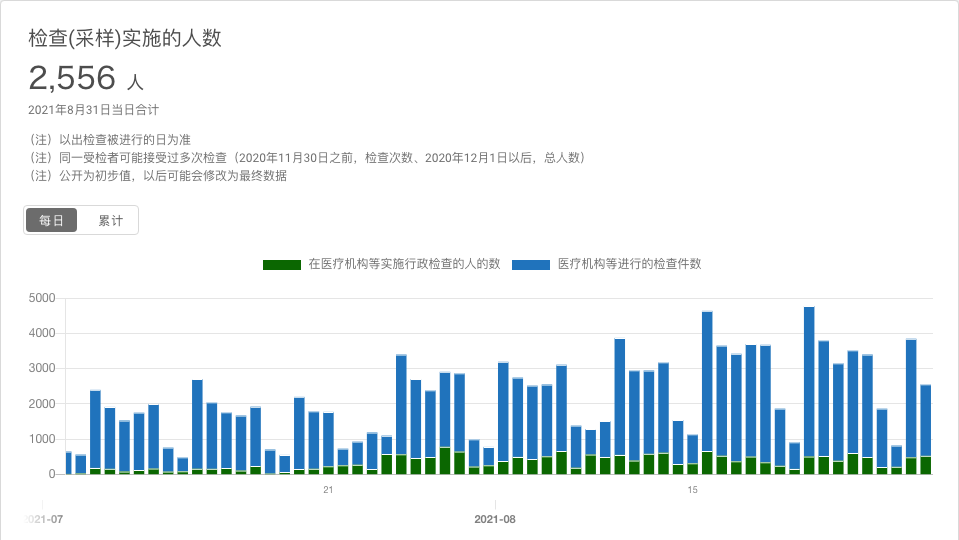 检查(采样)实施的人数
2,556 人
2021年8月31日当日合计
（注）以出检查被进行的日为准
（注）同一受检者可能接受过多次检查（2020年11月30日之前，检查次数、2020年12月1日以后，总人数）
（注）公开为初步值，以后可能会修改为最终数据
每日 累计
在医疗机构等实施行政检查的人的数 医疗机构等进行的检查件数
5000
4000
3000
2000
1000
0
21 15
2021-07 2021-08